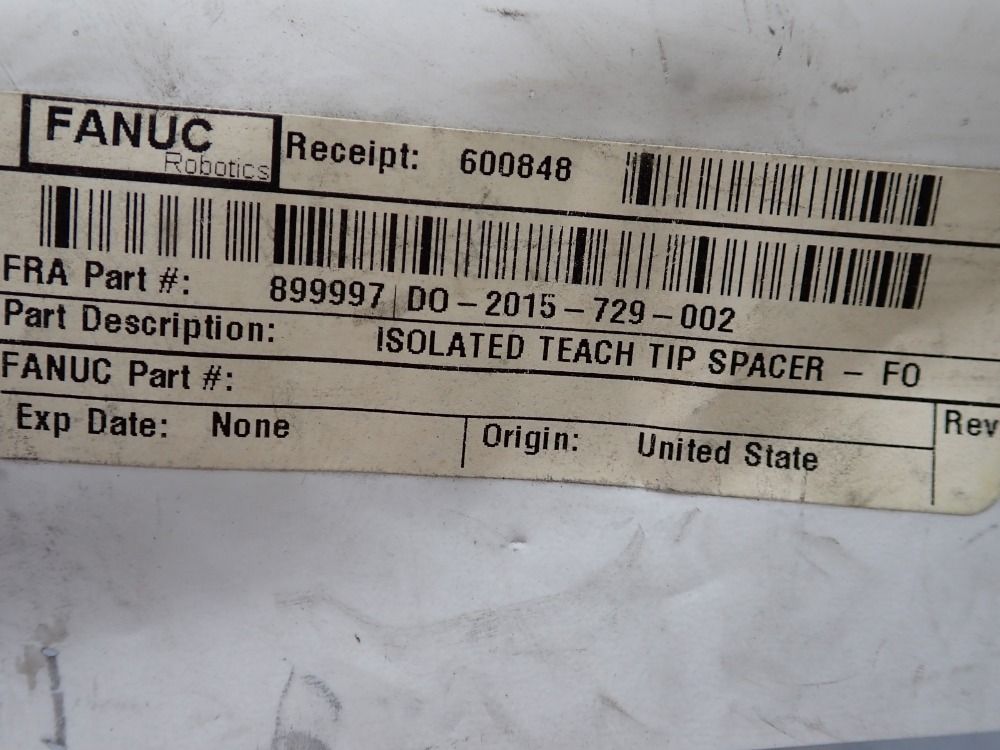 FANUC
Robotics
Receipt: 600848
FRA Part #: 899997|DO-2015-729-002
Part Description: ISOLATED TEACH TIP SPACER - FO
FANUC Part #:
Rev
Exp Date: None Origin: United State